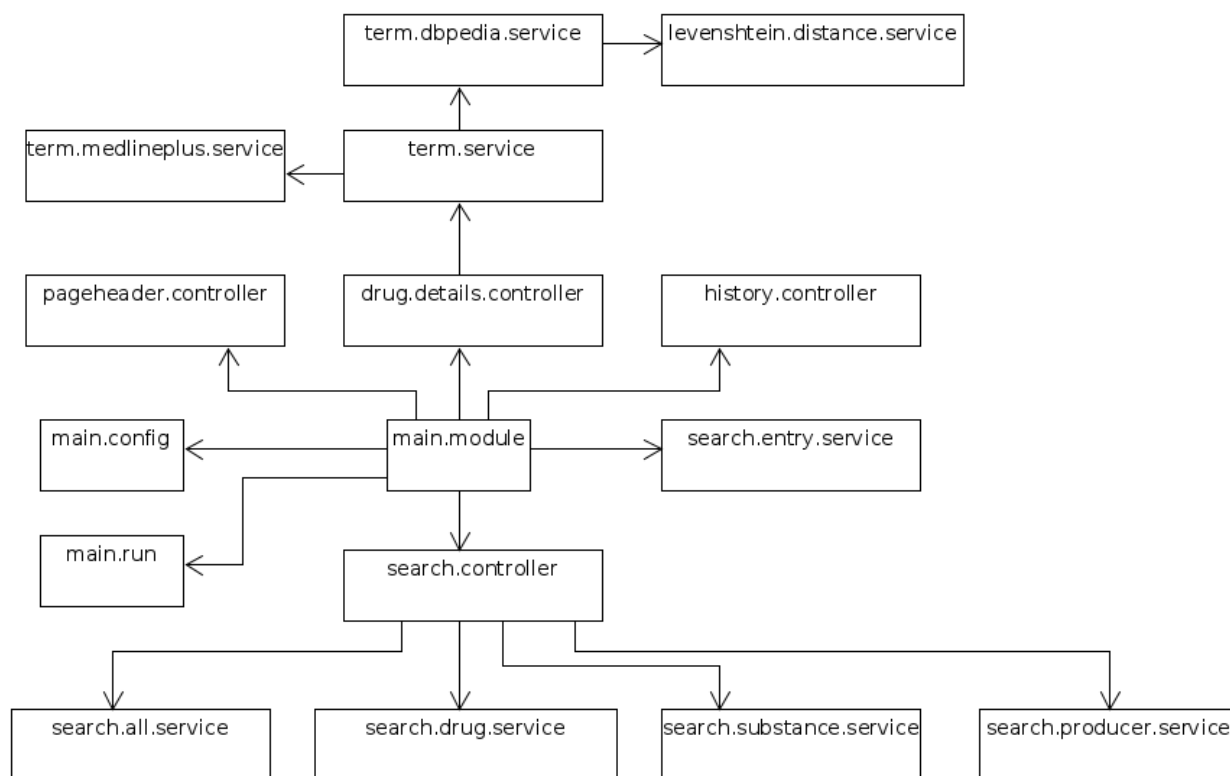 term.dbpedia.service
levenshtein.distance.service
term.medlineplus.service
term.service
pageheader.controller
drug.details.controller
history.controller
main.config
main.module
search.entry.service
main.run
search.controller
search.all.service
search.drug.service
search.substance.service
search.producer.service